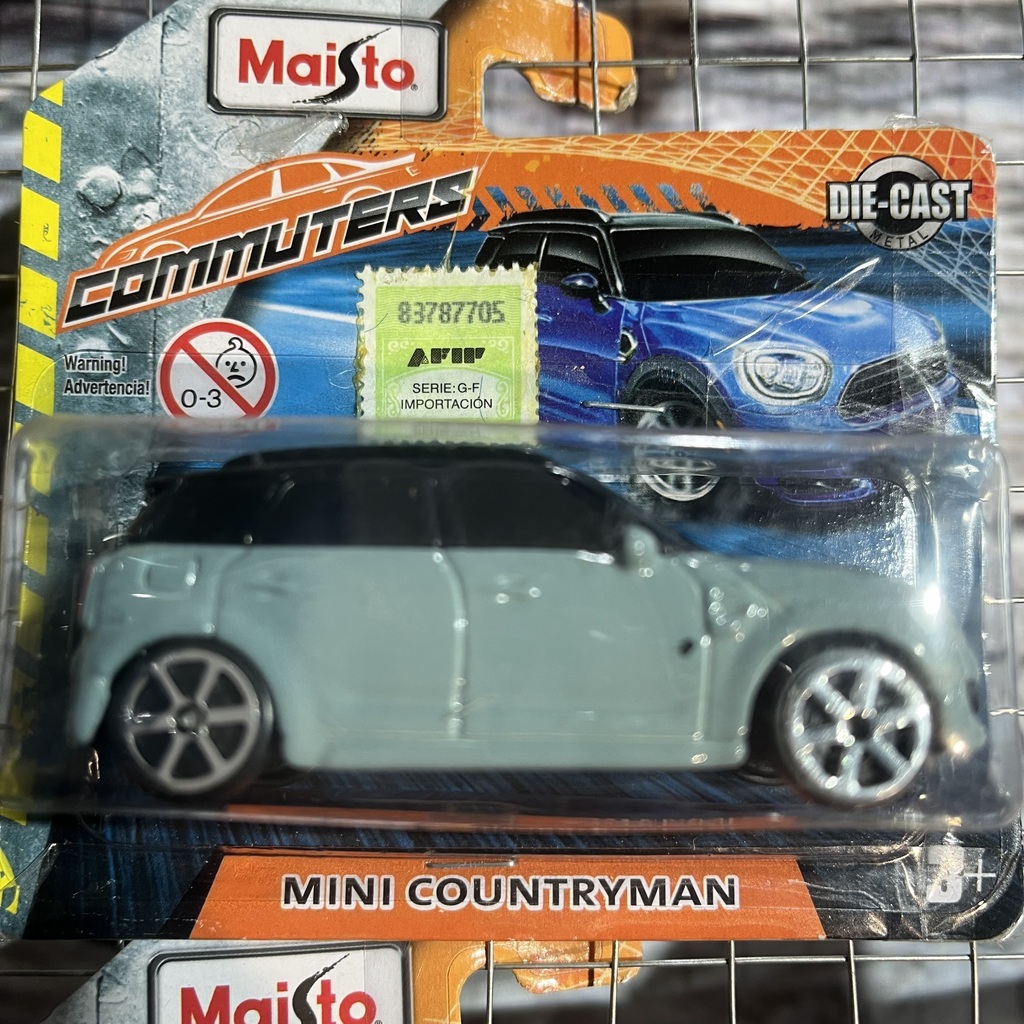 Maisto
COMMUTERS
DIE-CAST
METAL
Warning!
Advertencia!
0-3
83787705
AFIP
SERIE: G-F
IMPORTACIÓN
MINI COUNTRYMAN
3+
Maisto